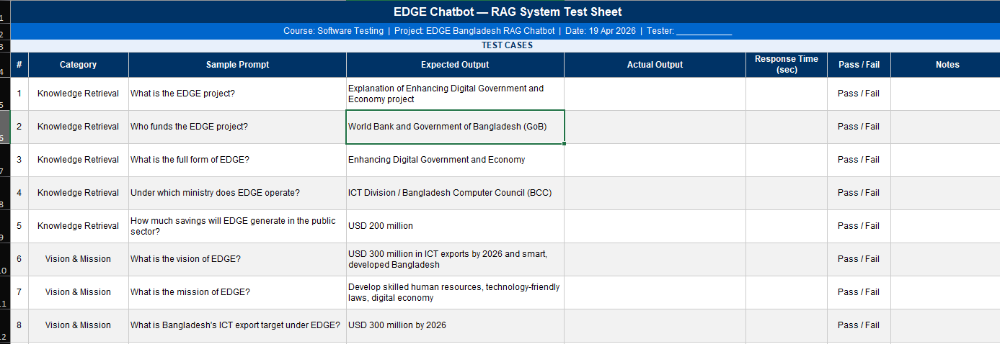 EDGE Chatbot — RAG System Test Sheet
Course: Software Testing | Project: EDGE Bangladesh RAG Chatbot | Date: 19 Apr 2026 | Tester: ____________
TEST CASES
# Category Sample Prompt Expected Output Actual Output Response Time (sec) Pass / Fail Notes
1 Knowledge Retrieval What is the EDGE project? Explanation of Enhancing Digital Government and
Economy project Pass / Fail
2 Knowledge Retrieval Who funds the EDGE project? World Bank and Government of Bangladesh (GoB) Pass / Fail
3 Knowledge Retrieval What is the full form of EDGE? Enhancing Digital Government and Economy Pass / Fail
4 Knowledge Retrieval Under which ministry does EDGE operate? ICT Division / Bangladesh Computer Council (BCC) Pass / Fail
5 Knowledge Retrieval How much savings will EDGE generate in the public
sector? USD 200 million Pass / Fail
6 Vision & Mission What is the vision of EDGE? USD 300 million in ICT exports by 2026 and smart,
developed Bangladesh Pass / Fail
7 Vision & Mission What is the mission of EDGE? Develop skilled human resources, technology-friendly
laws, digital economy Pass / Fail
8 Vision & Mission What is Bangladesh's ICT export target under EDGE? USD 300 million by 2026 Pass / Fail